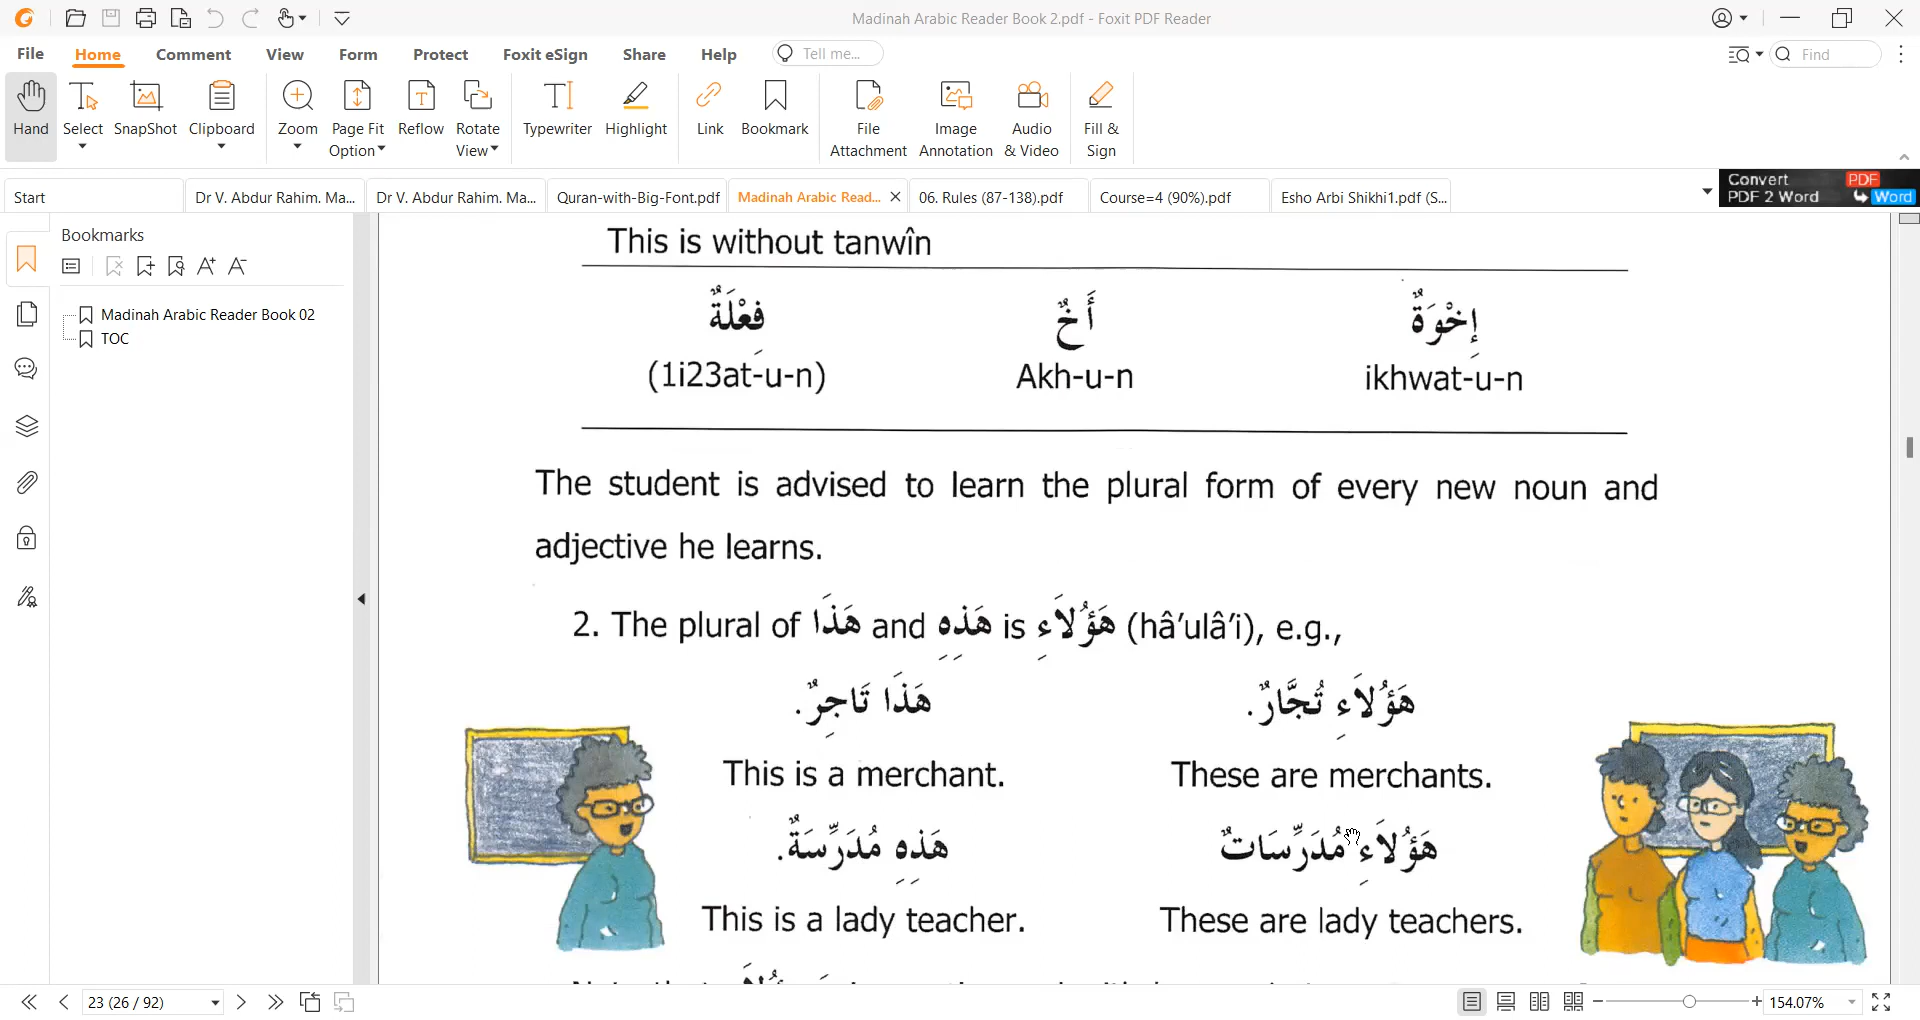 Madinah Arabic Reader Book 2.pdf - Foxit PDF Reader
File Home Comment View Form Protect Foxit eSign Share Help Tell me... Find
Hand Select SnapShot Clipboard Zoom Page Fit Option Reflow Rotate View Typewriter Highlight Link Bookmark File Attachment Image Annotation Audio & Video Fill & Sign
Start Dr V. Abdur Rahim. Ma... Dr V. Abdur Rahim. Ma... Quran-with-Big-Font.pdf Madinah Arabic Read... 06. Rules (87-138).pdf Course=4 (90%).pdf Esho Arbi Shikhi1.pdf (S...
Convert PDF
PDF 2 Word Word
Bookmarks
Madinah Arabic Reader Book 02
TOC
This is without tanwîn
فِعْلَةٌ أَخٌ إِخْوَةٌ
(1i23at-u-n) Akh-u-n ikhwat-u-n
The student is advised to learn the plural form of every new noun and
adjective he learns.
2. The plural of هَذَا and هَذِهِ is هَؤُلاَءِ (hâ’ulâ’i), e.g.,
هَذَا تَاجِرٌ. هَؤُلاَءِ تُجَّارٌ.
This is a merchant. These are merchants.
هَذِهِ مُدَرِّسَةٌ. هَؤُلاَءِ مُدَرِّسَاتٌ
This is a lady teacher. These are lady teachers.
23 (26 / 92) 154.07%